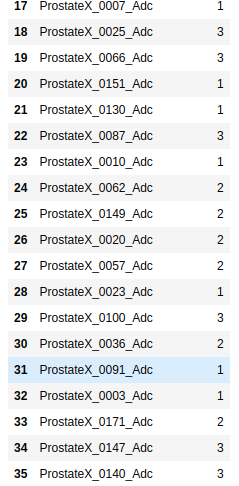 17 ProstateX_0007_Adc 1
18 ProstateX_0025_Adc 3
19 ProstateX_0066_Adc 3
20 ProstateX_0151_Adc 1
21 ProstateX_0130_Adc 1
22 ProstateX_0087_Adc 3
23 ProstateX_0010_Adc 1
24 ProstateX_0062_Adc 2
25 ProstateX_0149_Adc 2
26 ProstateX_0020_Adc 2
27 ProstateX_0057_Adc 2
28 ProstateX_0023_Adc 1
29 ProstateX_0100_Adc 3
30 ProstateX_0036_Adc 2
31 ProstateX_0091_Adc 1
32 ProstateX_0003_Adc 1
33 ProstateX_0171_Adc 2
34 ProstateX_0147_Adc 3
35 ProstateX_0140_Adc 3